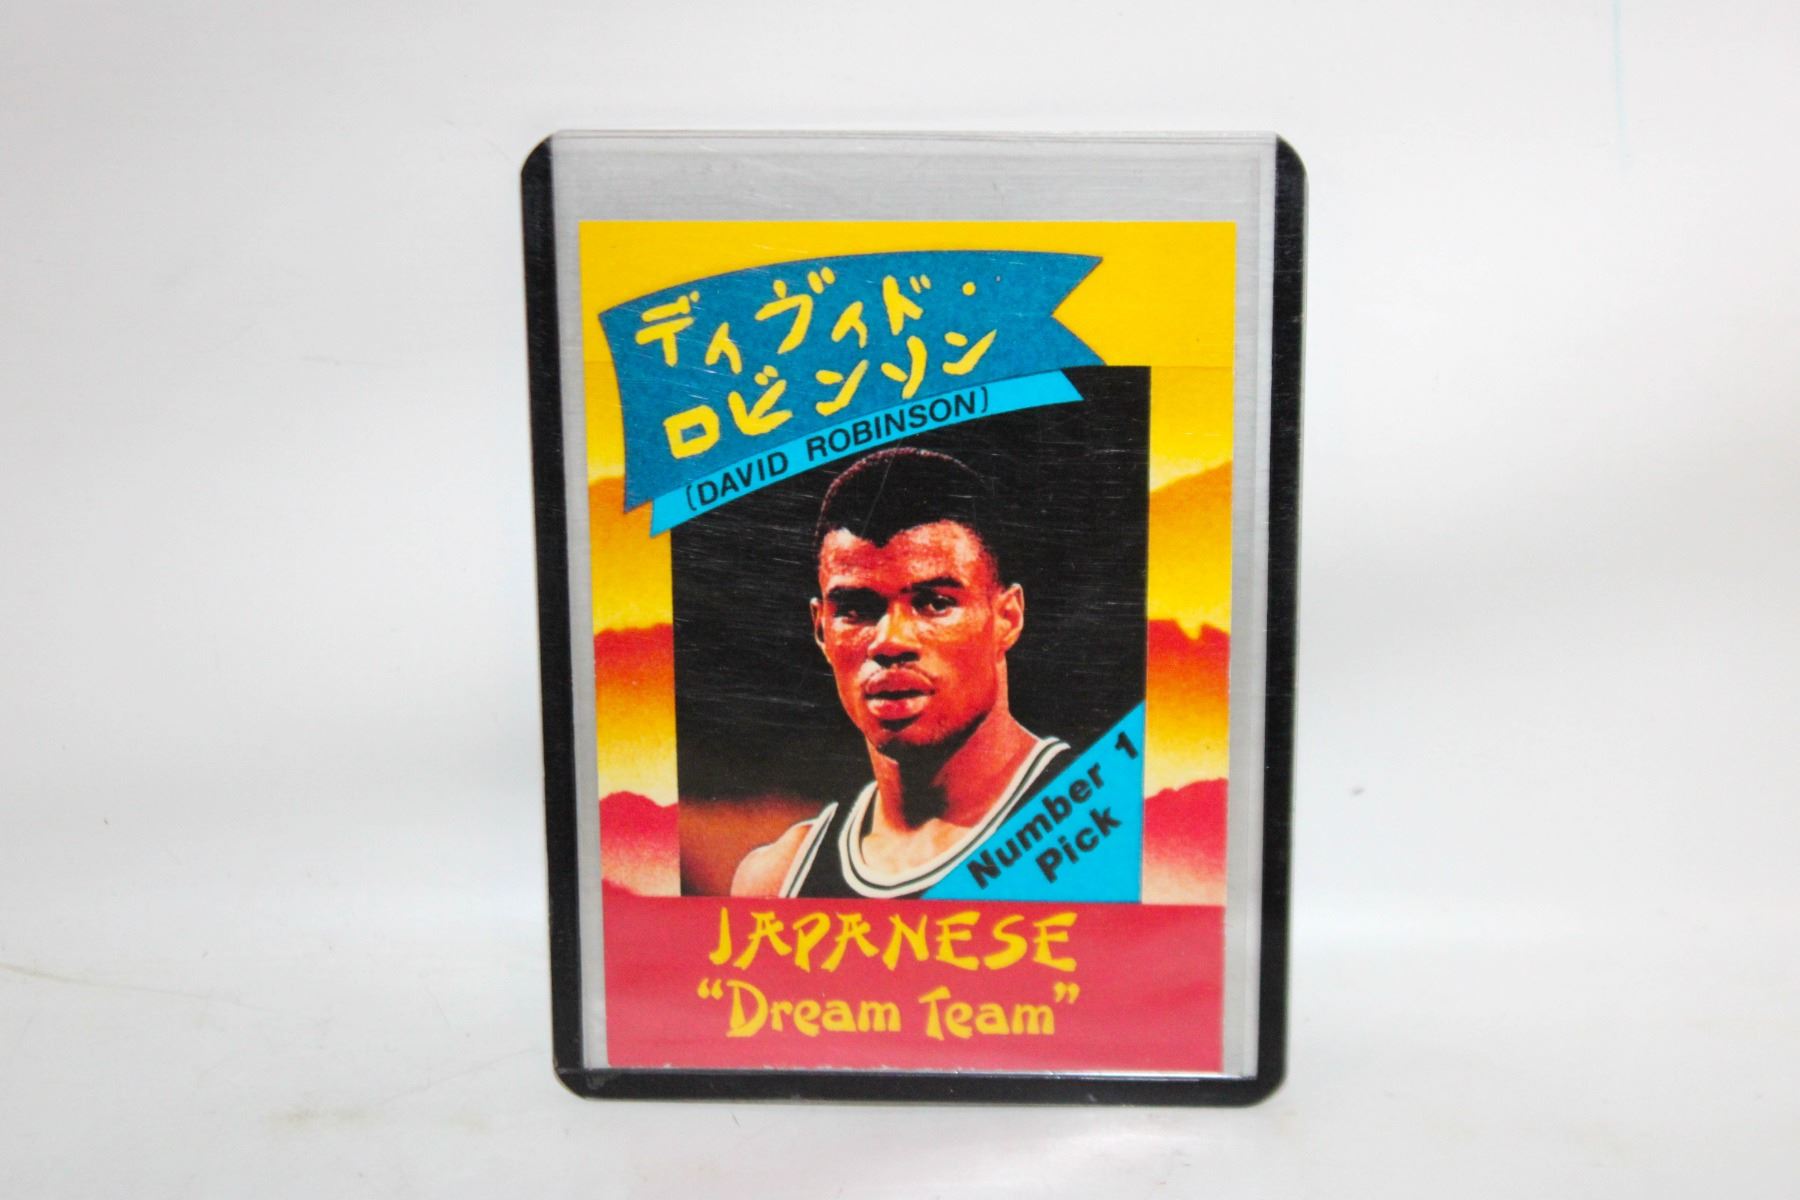 ディヴィド・
ロビンソン
(DAVID ROBINSON)
Number 1
Pick
JAPANESE
“Dream Team”